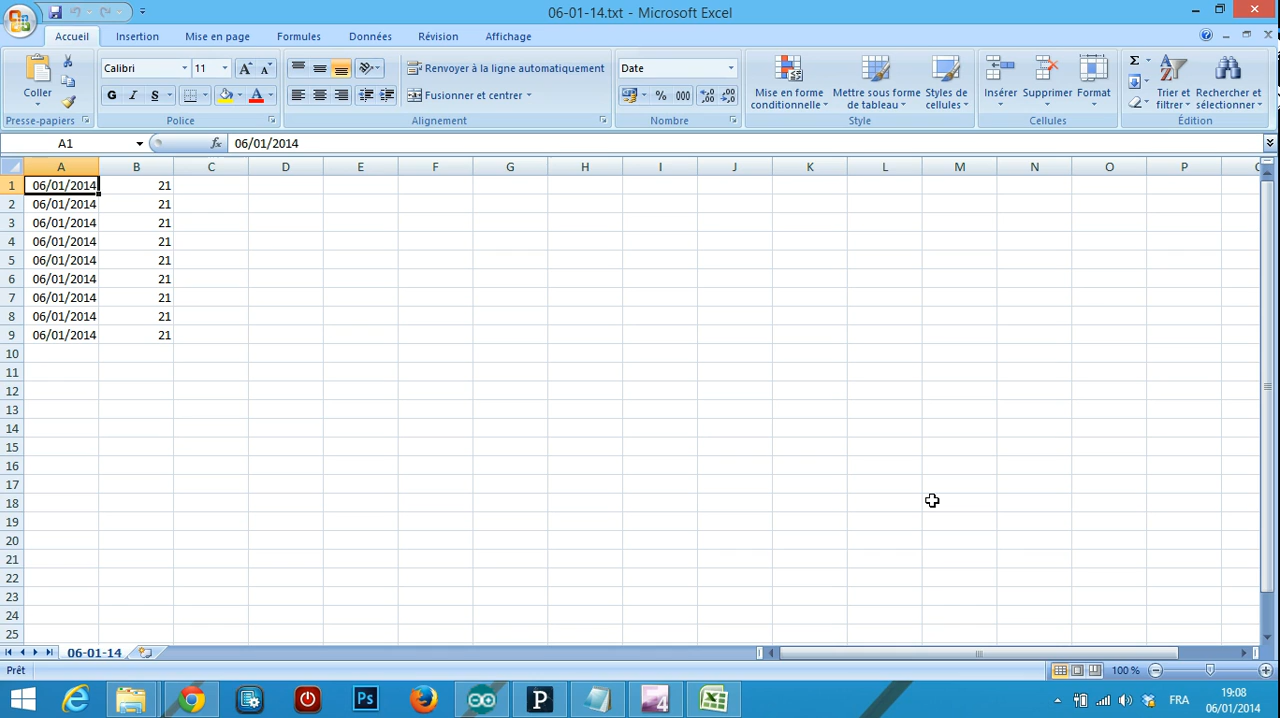 06-01-14.txt - Microsoft Excel
Accueil Insertion Mise en page Formules Données Révision Affichage
Coller
Presse-papiers
Calibri 11
G I S
Police
Renvoyer à la ligne automatiquement
Fusionner et centrer
Alignement
Date
% 000
Nombre
Mise en forme conditionnelle
Mettre sous forme de tableau
Styles de cellules
Style
Insérer Supprimer Format
Cellules
Σ
Trier et filtrer
Rechercher et sélectionner
Édition
A1 fx 06/01/2014
A B C D E F G H I J K L M N O P
1 06/01/2014 21
2 06/01/2014 21
3 06/01/2014 21
4 06/01/2014 21
5 06/01/2014 21
6 06/01/2014 21
7 06/01/2014 21
8 06/01/2014 21
9 06/01/2014 21
10
11
12
13
14
15
16
17
18
19
20
21
22
23
24
25
06-01-14
Prêt 100 %
Ps P 4 FRA 19:08
06/01/2014